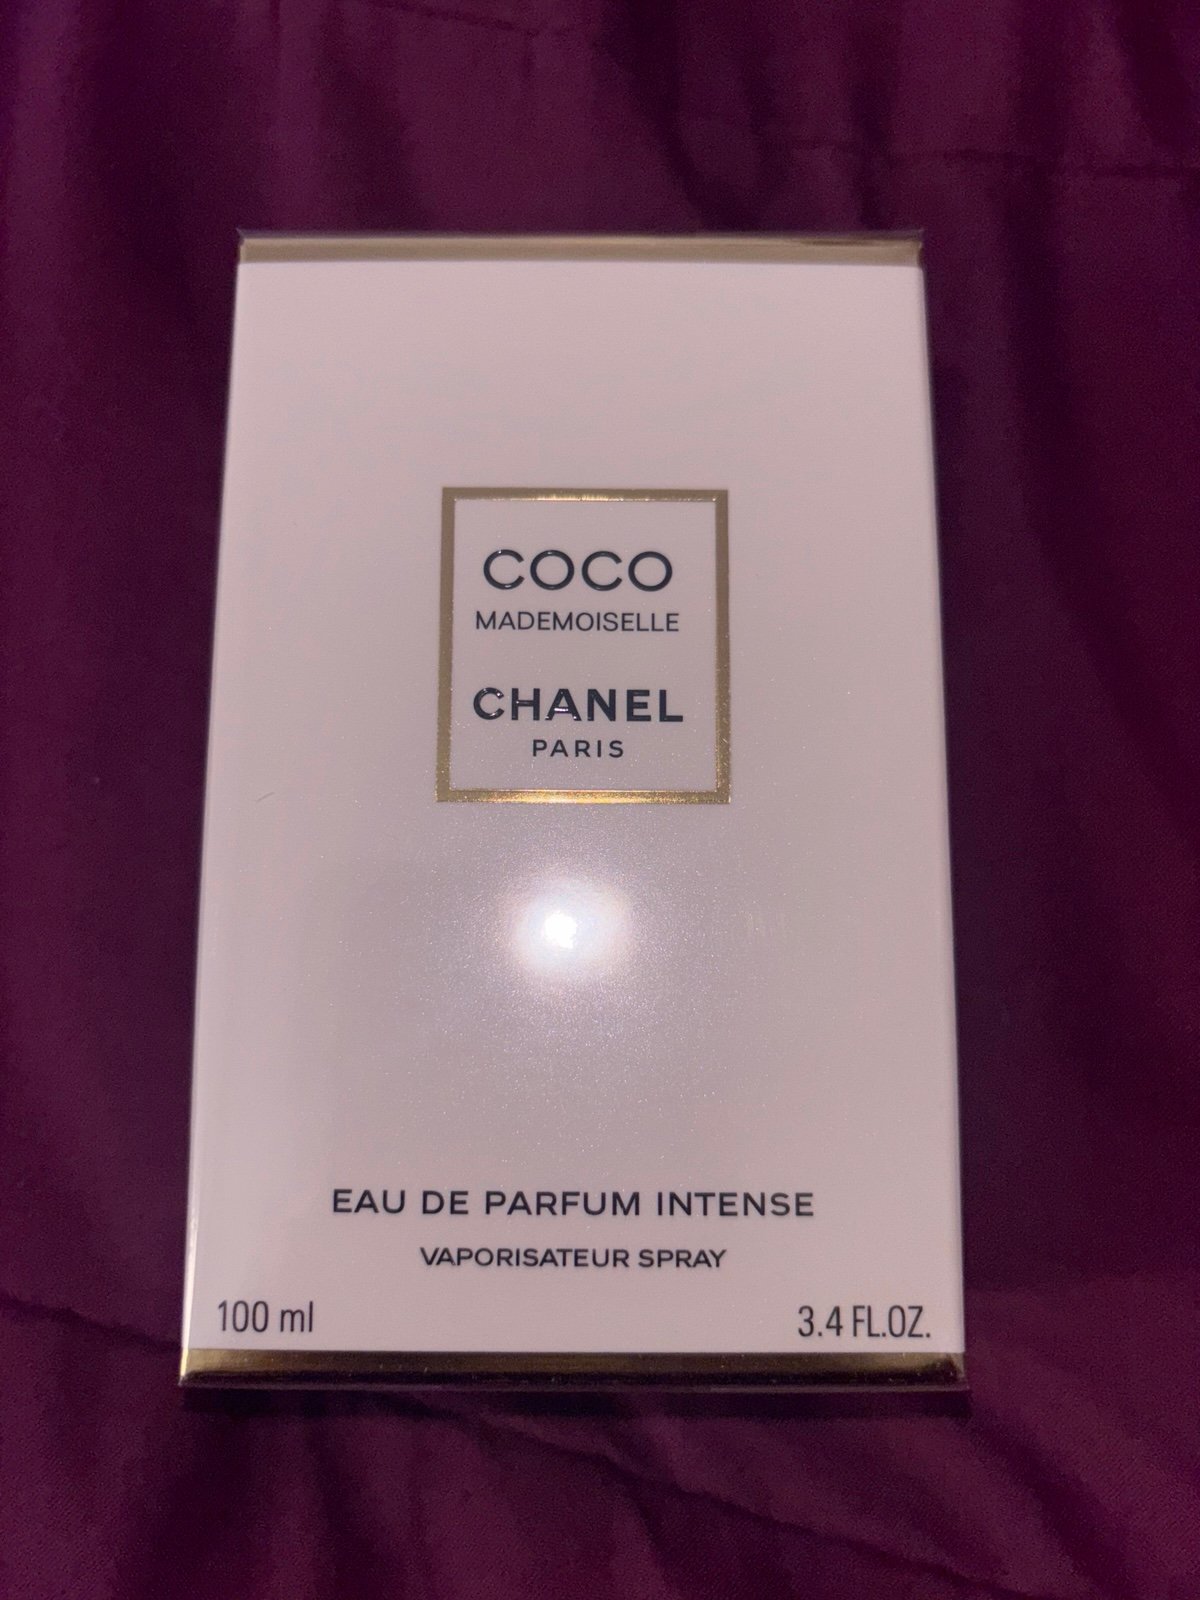 COCO
MADEMOISELLE
CHANEL
PARIS
EAU DE PARFUM INTENSE
VAPORISATEUR SPRAY
100 ml 3.4 FL.OZ.